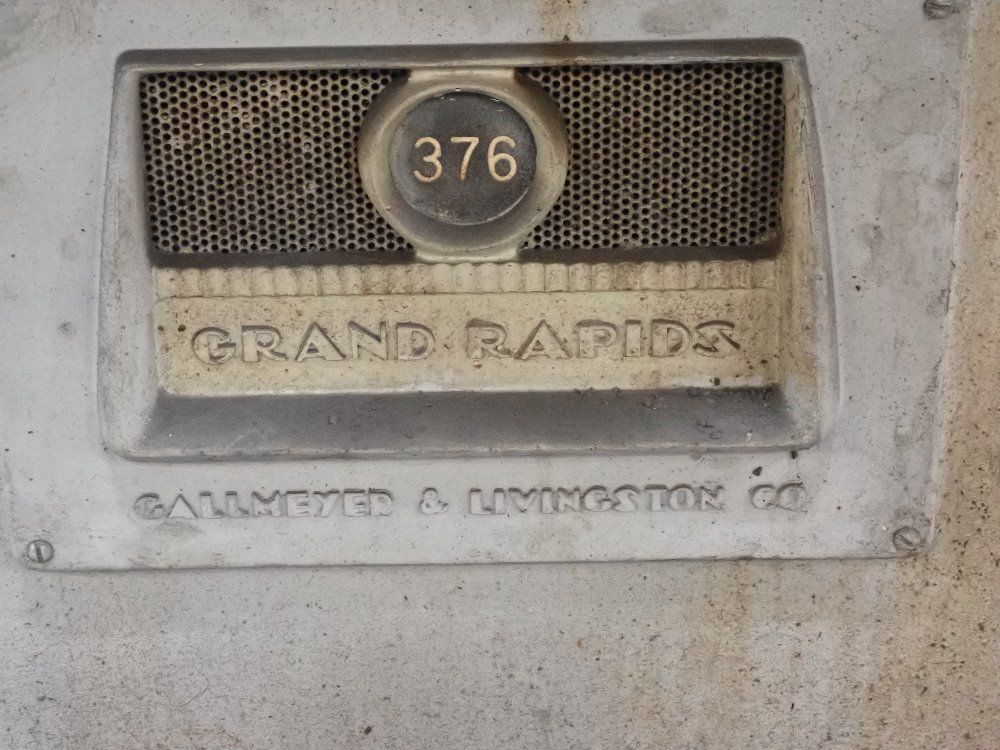 376
GRAND RAPIDS
GALLMEYER & LIVINGSTON CO